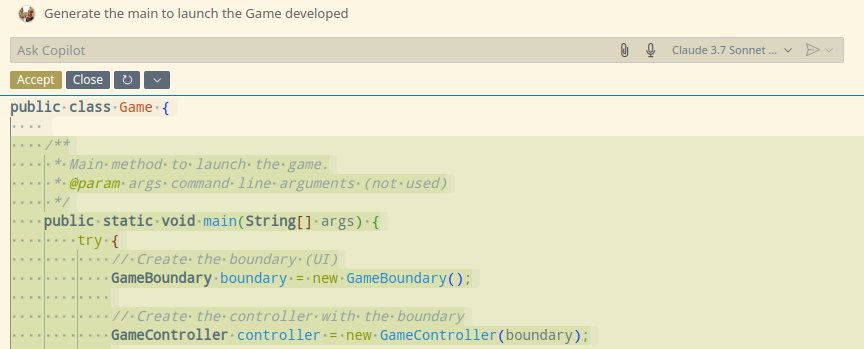 Generate the main to launch the Game developed
Ask Copilot
Claude 3.7 Sonnet ...
Accept Close
public class Game {
/**
* Main method to launch the game.
* @param args command line arguments (not used)
*/
public static void main(String[] args) {
try {
// Create the boundary (UI)
GameBoundary boundary = new GameBoundary();
// Create the controller with the boundary
GameController controller = new GameController(boundary);